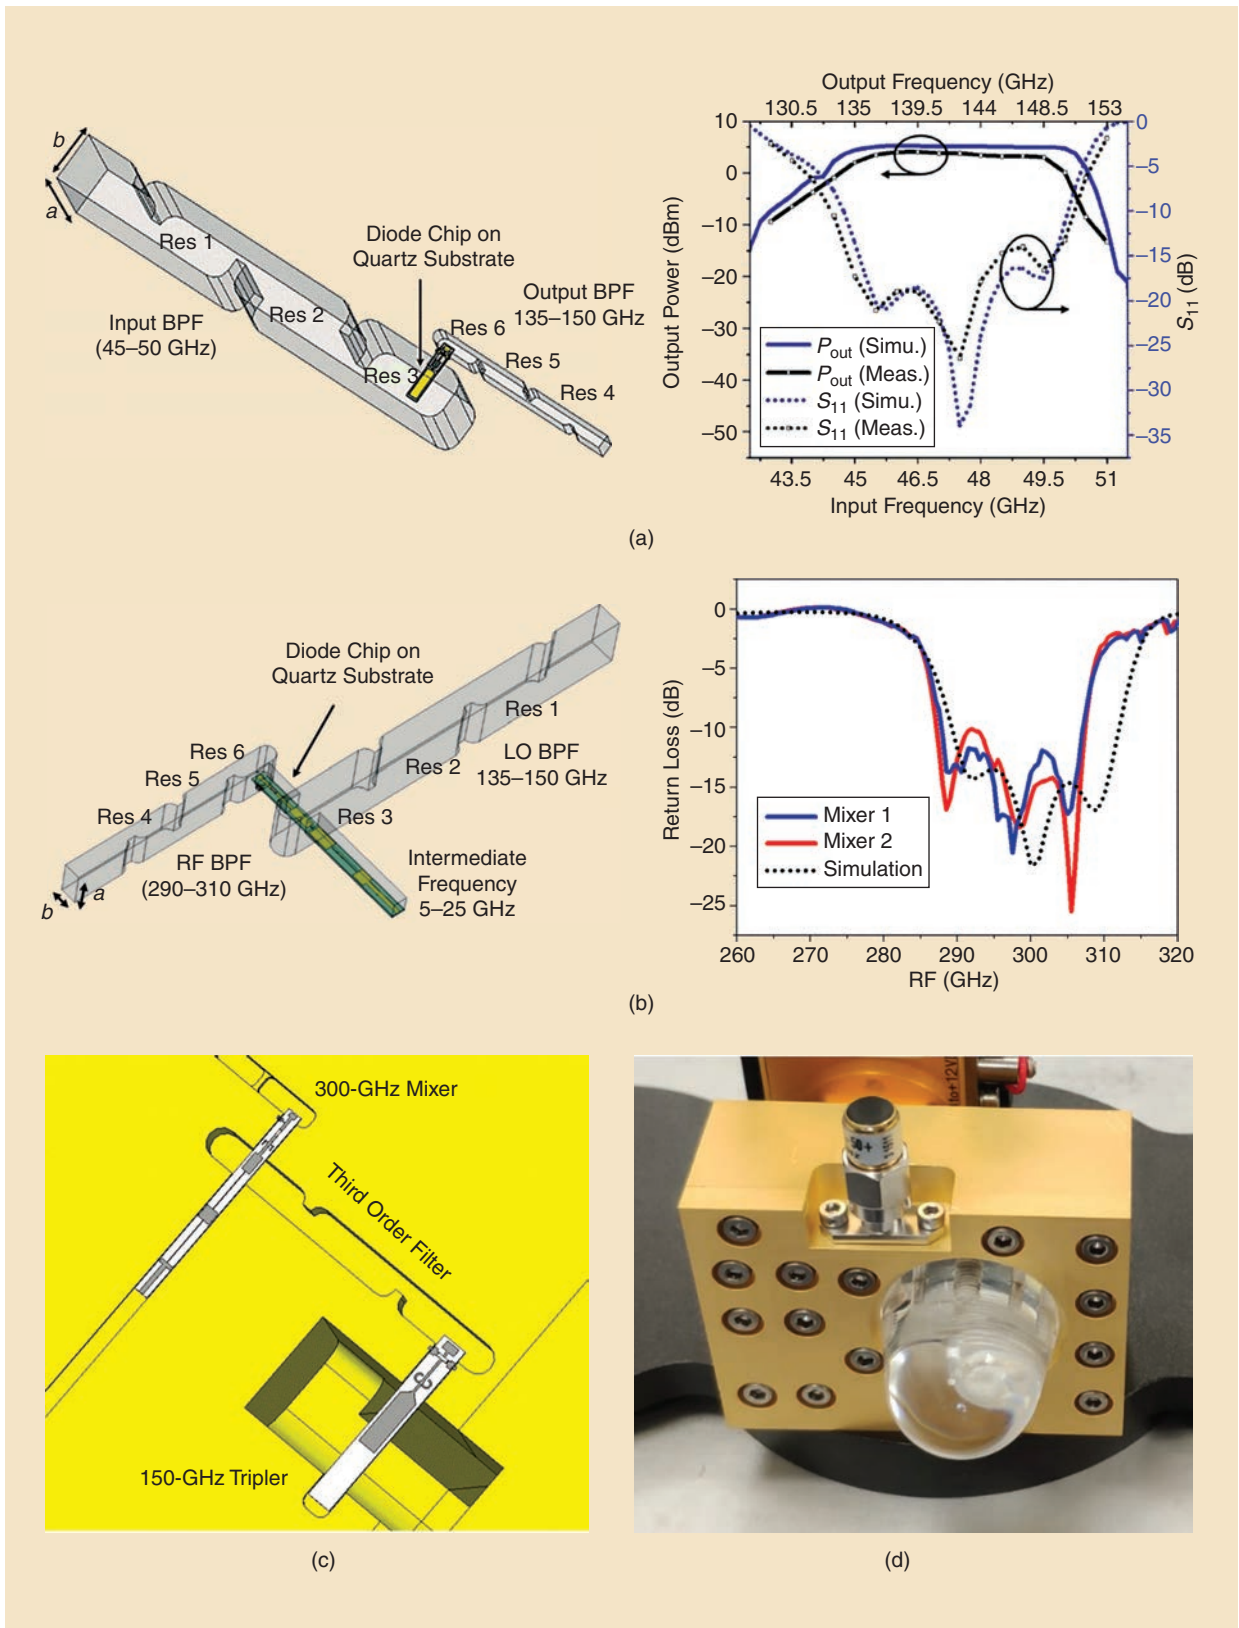 b
a
Res 1
Res 2
Res 3
Input BPF
(45–50 GHz)
Diode Chip on
Quartz Substrate
Output BPF
135–150 GHz
Res 6
Res 5
Res 4
Output Frequency (GHz)
130.5 135 139.5 144 148.5 153
10
0
–10
–20
–30
–40
–50
Output Power (dBm)
0
–5
–10
–15
–20
–25
–30
–35
S11 (dB)
Pout (Simu.)
Pout (Meas.)
S11 (Simu.)
S11 (Meas.)
43.5 45 46.5 48 49.5 51
Input Frequency (GHz)
(a)
Diode Chip on
Quartz Substrate
Res 1
Res 2
LO BPF
135–150 GHz
Res 3
Res 6
Res 5
Res 4
RF BPF
(290–310 GHz)
Intermediate
Frequency
5–25 GHz
b
a
0
–5
–10
–15
–20
–25
Return Loss (dB)
Mixer 1
Mixer 2
Simulation
260 270 280 290 300 310 320
RF (GHz)
(b)
300-GHz Mixer
Third Order Filter
150-GHz Tripler
(c)
to+12V
50+
(d)